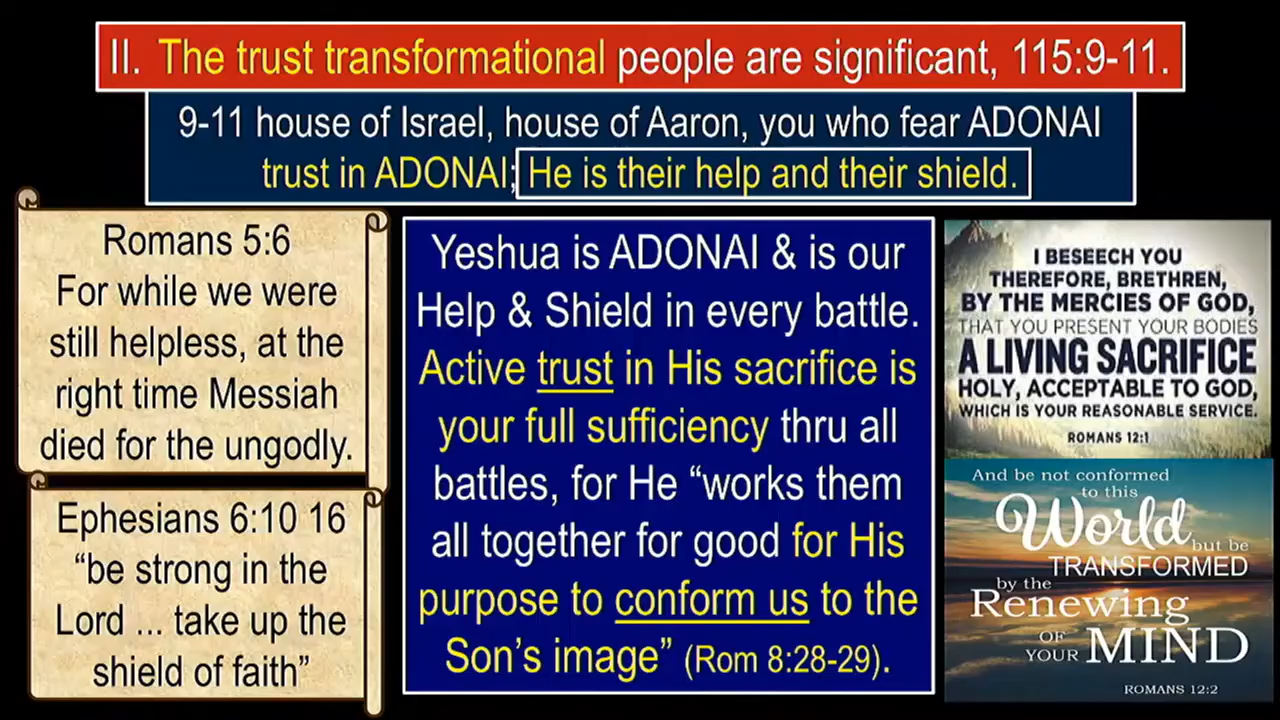 II. The trust transformational people are significant, 115:9-11.
9-11 house of Israel, house of Aaron, you who fear ADONAI
trust in ADONAI; He is their help and their shield.
Romans 5:6
For while we were
still helpless, at the
right time Messiah
died for the ungodly.
Ephesians 6:10 16
“be strong in the
Lord ... take up the
shield of faith”
Yeshua is ADONAI & is our
Help & Shield in every battle.
Active trust in His sacrifice is
your full sufficiency thru all
battles, for He “works them
all together for good for His
purpose to conform us to the
Son’s image” (Rom 8:28-29).
I BESEECH YOU
THEREFORE, BRETHREN,
BY THE MERCIES OF GOD,
THAT YOU PRESENT YOUR BODIES
A LIVING SACRIFICE
HOLY, ACCEPTABLE TO GOD,
WHICH IS YOUR REASONABLE SERVICE.
ROMANS 12:1
And be not conformed
to this
World
but be
TRANSFORMED
by the
Renewing
OF
YOUR MIND
ROMANS 12:2